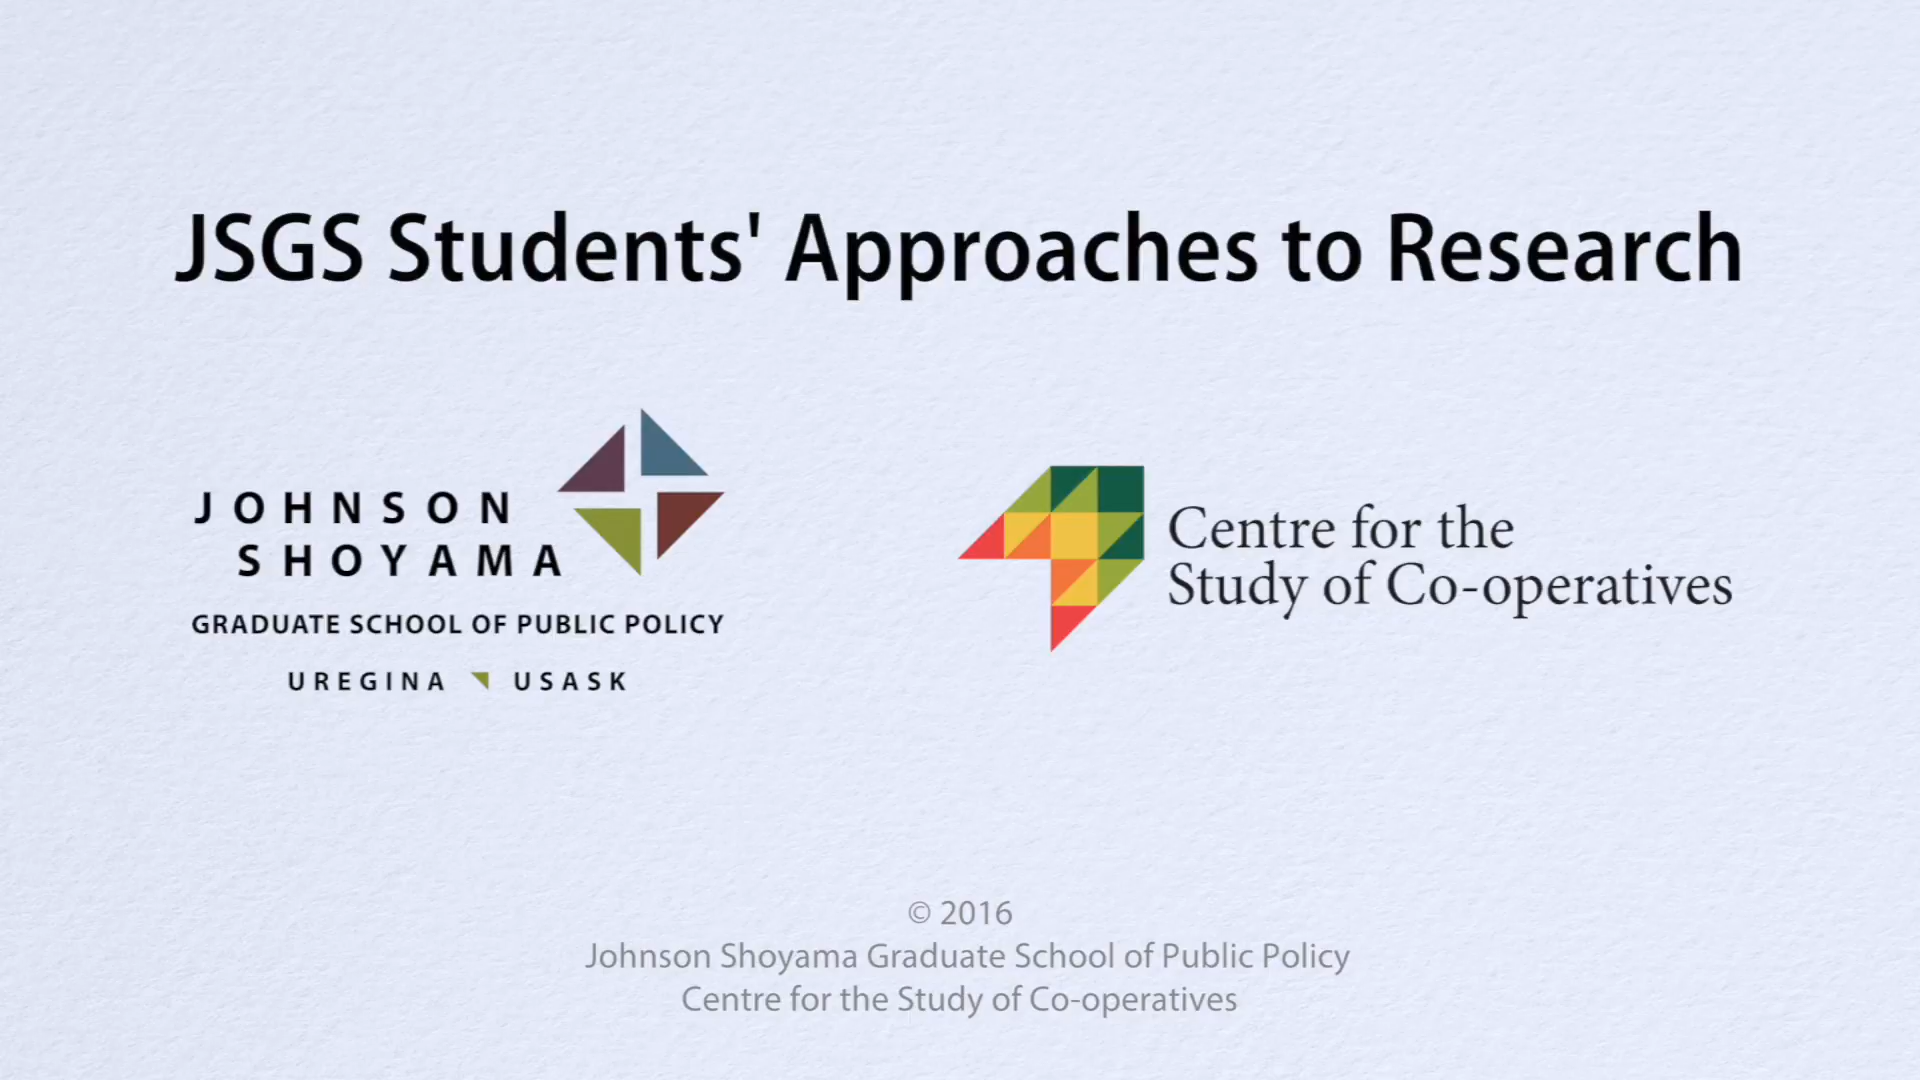 JSGS Students' Approaches to Research
JOHNSON
SHOYAMA
GRADUATE SCHOOL OF PUBLIC POLICY
UREGINA USASK
Centre for the
Study of Co-operatives
© 2016
Johnson Shoyama Graduate School of Public Policy
Centre for the Study of Co-operatives